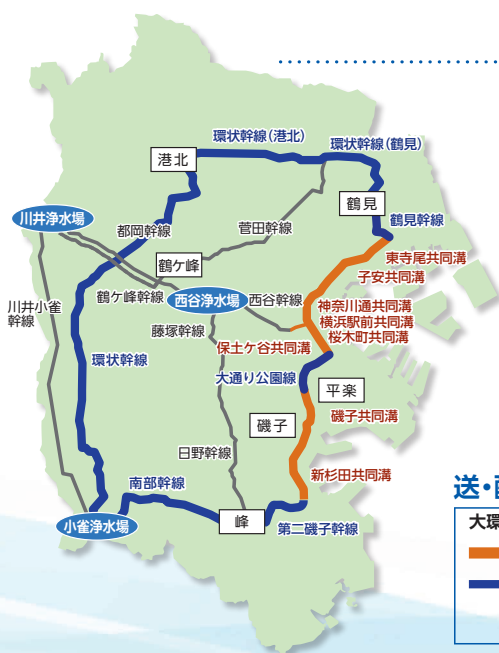 環状幹線(港北)
環状幹線(鶴見)
港北
鶴見
川井浄水場
都岡幹線
菅田幹線
鶴見幹線
東寺尾共同溝
鶴ケ峰
子安共同溝
鶴ケ峰幹線
西谷浄水場
西谷幹線
川井小雀
幹線
神奈川通共同溝
横浜駅前共同溝
桜木町共同溝
藤塚幹線
保土ケ谷共同溝
環状幹線
大通り公園線
平楽
磯子
磯子共同溝
日野幹線
新杉田共同溝
南部幹線
小雀浄水場
峰
第二磯子幹線
送・
大環